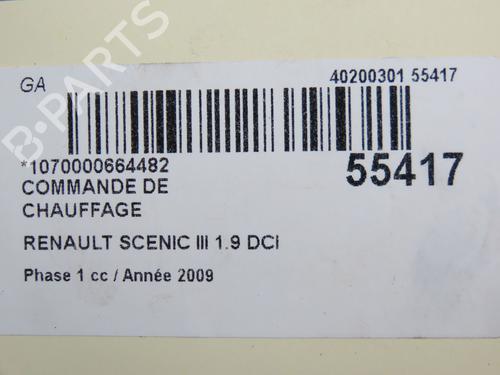 GA
40200301 55417
B-PARTS
*1070000664482
55417
COMMANDE DE
CHAUFFAGE
RENAULT SCENIC III 1.9 DCI
Phase 1 cc / Année 2009